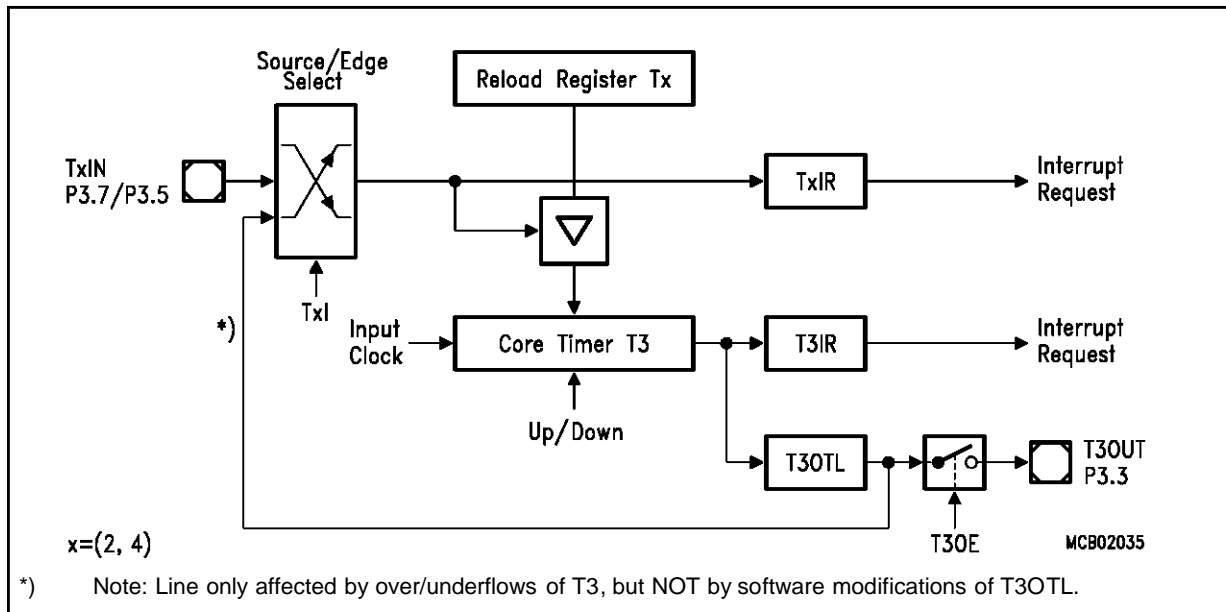 Source/Edge
Select
Reload Register Tx
TxIN
P3.7/P3.5
TxIR
Interrupt
Request
TxI
*)
Input
Clock
Core Timer T3
T3IR
Interrupt
Request
Up/Down
T3OTL
T3OUT
P3.3
x=(2, 4)
T3OE
MCB02035
*) Note: Line only affected by over/underflows of T3, but NOT by software modifications of T3OTL.